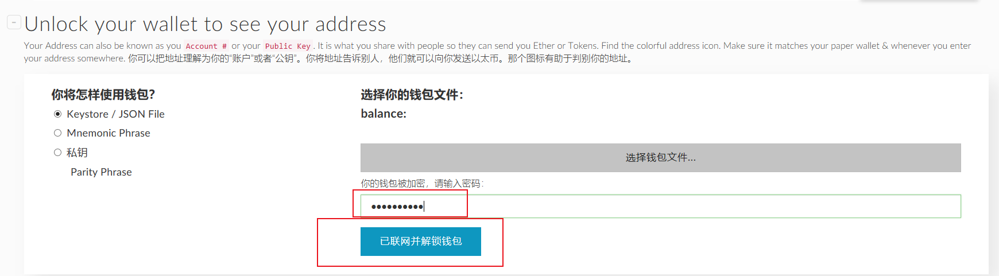 Unlock your wallet to see your address
Your Address can also be known as you Account # or your Public Key. It is what you share with people so they can send you Ether or Tokens. Find the colorful address icon. Make sure it matches your paper wallet & whenever you enter
your address somewhere. 你可以把地址理解为你的“账户”或者“公钥”。你将地址告诉别人，他们就可以向你发送以太币。那个图标有助于判别你的地址。
你将怎样使用钱包?
Keystore / JSON File
Mnemonic Phrase
私钥
Parity Phrase
选择你的钱包文件：
balance:
选择钱包文件...
你的钱包被加密，请输入密码：
已联网并解锁钱包